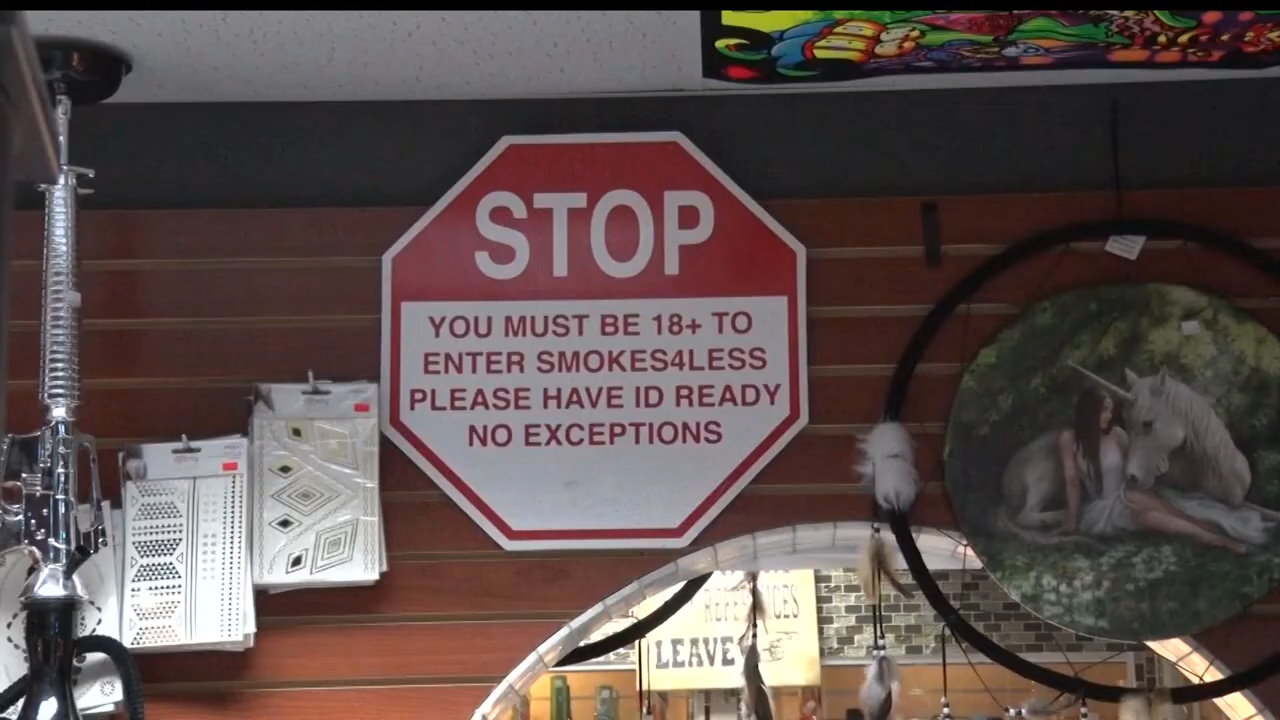 STOP
YOU MUST BE 18+ TO
ENTER SMOKES4LESS
PLEASE HAVE ID READY
NO EXCEPTIONS
LEAVE